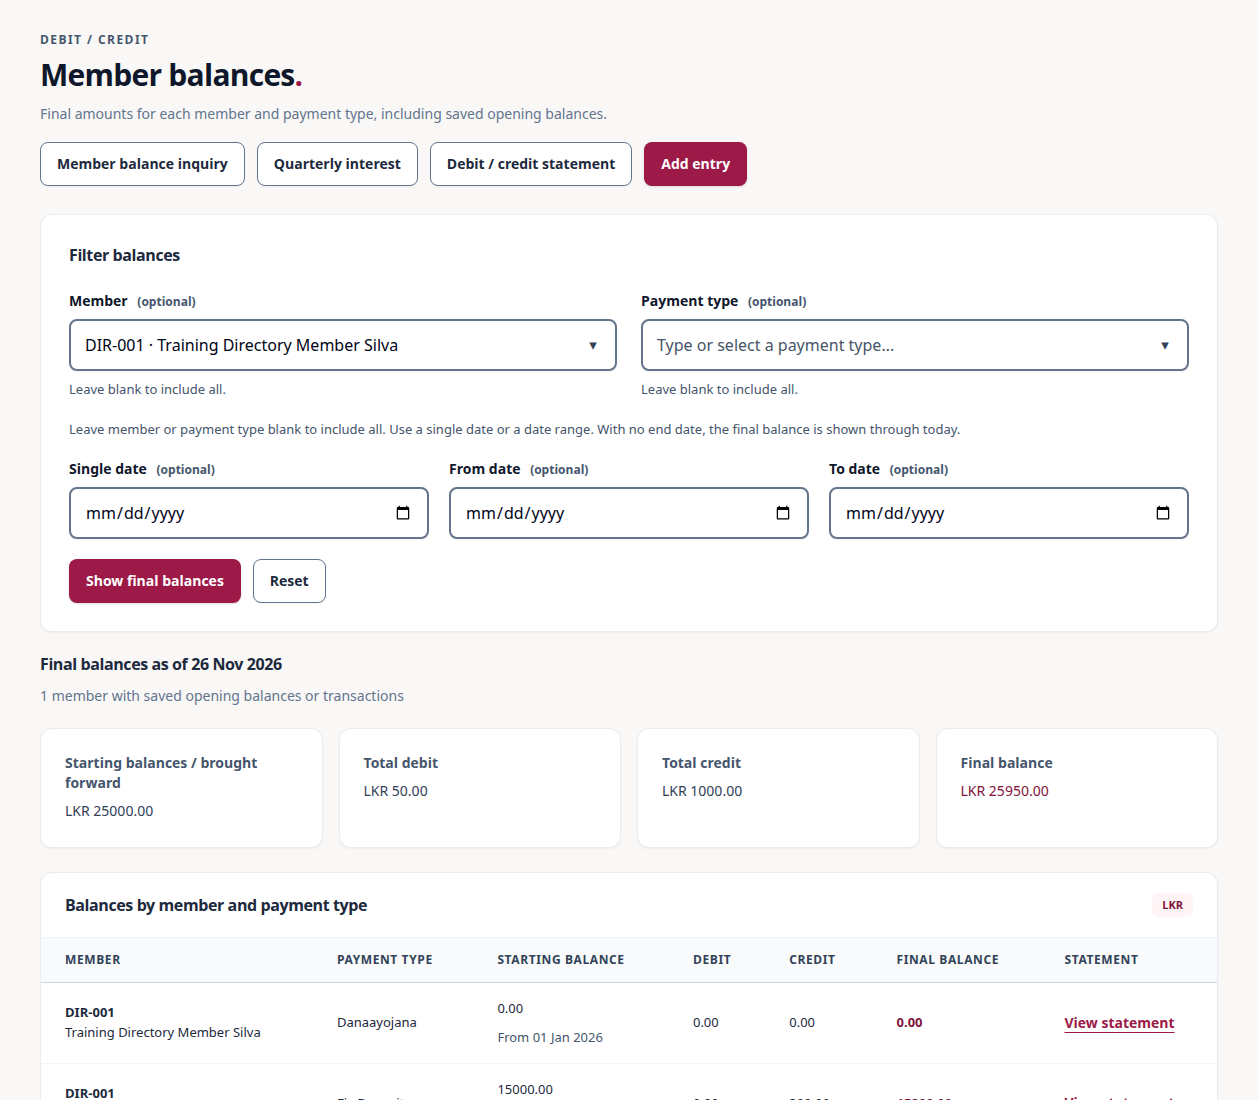 DEBIT / CREDIT
Member balances.
Final amounts for each member and payment type, including saved opening balances.
Member balance inquiry
Quarterly interest
Debit / credit statement
Add entry
Filter balances
Member (optional)
Payment type (optional)
DIR-001 · Training Directory Member Silva
Type or select a payment type...
Leave blank to include all.
Leave blank to include all.
Leave member or payment type blank to include all. Use a single date or a date range. With no end date, the final balance is shown through today.
Single date (optional)
From date (optional)
To date (optional)
mm/dd/yyyy
mm/dd/yyyy
mm/dd/yyyy
Show final balances
Reset
Final balances as of 26 Nov 2026
1 member with saved opening balances or transactions
Starting balances / brought
forward
LKR 25000.00
Total debit
LKR 50.00
Total credit
LKR 1000.00
Final balance
LKR 25950.00
Balances by member and payment type
LKR
MEMBER PAYMENT TYPE STARTING BALANCE DEBIT CREDIT FINAL BALANCE STATEMENT
DIR-001
Training Directory Member Silva
Danaayojana
0.00
From 01 Jan 2026
0.00
0.00
0.00
View statement
DIR-001
15000.00